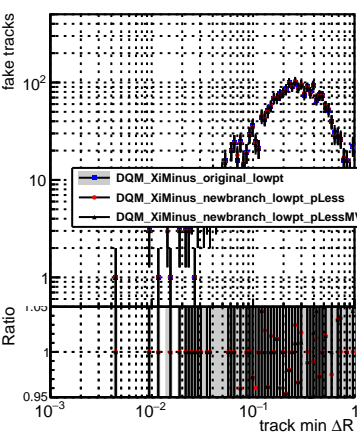 fake tracks
10²
DQM_XiMinus_original_lowpt
10
DQM_XiMinus_newbranch_lowpt_pLess
DQM_XiMinus_newbranch_lowpt_pLessMV
1
Ratio
1.05
1
0.95
10⁻³ 10⁻² 10⁻¹ 1
track min ΔR